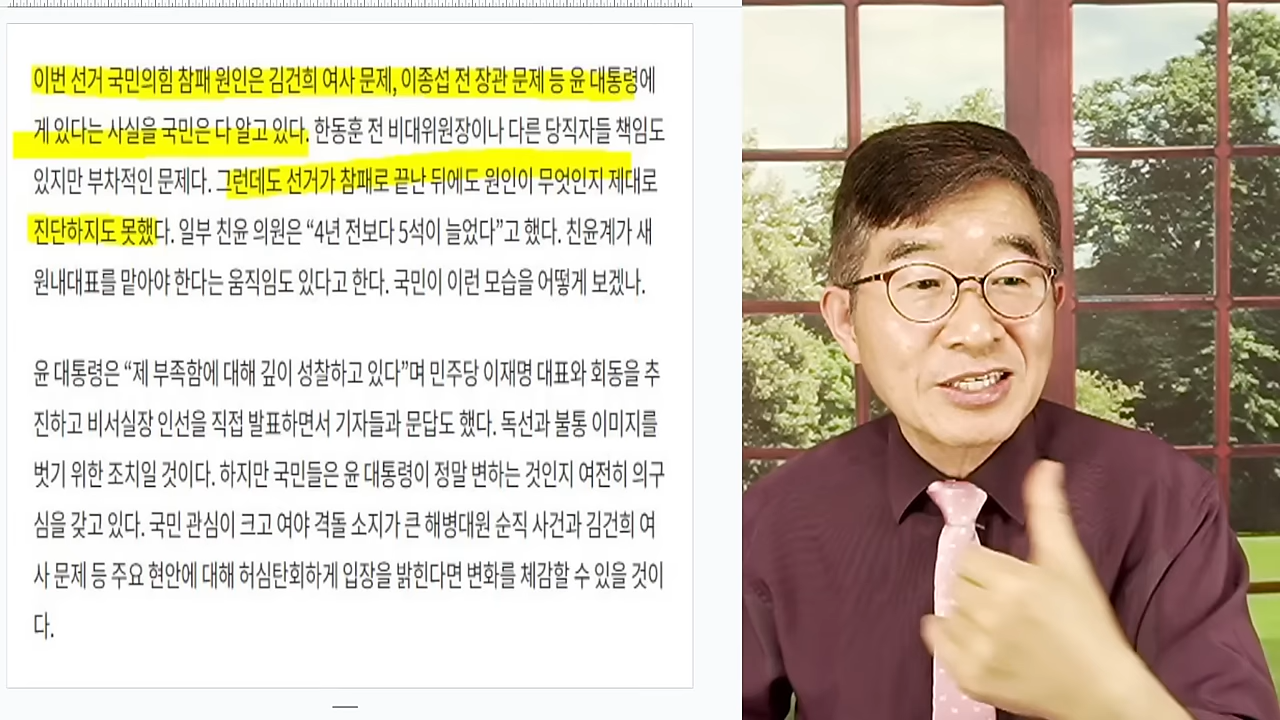 이번 선거 국민의힘 참패 원인은 김건희 여사 문제, 이종섭 전 장관 문제 등 윤 대통령에
게 있다는 사실을 국민은 다 알고 있다. 한동훈 전 비대위원장이나 다른 당직자들 책임도
있지만 부차적인 문제다. 그런데도 선거가 참패로 끝난 뒤에도 원인이 무엇인지 제대로
진단하지도 못했다. 일부 친윤 의원은 “4년 전보다 5석이 늘었다”고 했다. 친윤계가 새
원내대표를 맡아야 한다는 움직임도 있다고 한다. 국민이 이런 모습을 어떻게 보겠나.
윤 대통령은 “제 부족함에 대해 깊이 성찰하고 있다”며 민주당 이재명 대표와 회동을 추
진하고 비서실장 인선을 직접 발표하면서 기자들과 문답도 했다. 독선과 불통 이미지를
벗기 위한 조치일 것이다. 하지만 국민들은 윤 대통령이 정말 변하는 것인지 여전히 의구
심을 갖고 있다. 국민 관심이 크고 여야 격돌 소지가 큰 해병대원 순직 사건과 김건희 여
사 문제 등 주요 현안에 대해 허심탄회하게 입장을 밝힌다면 변화를 체감할 수 있을 것이
다.